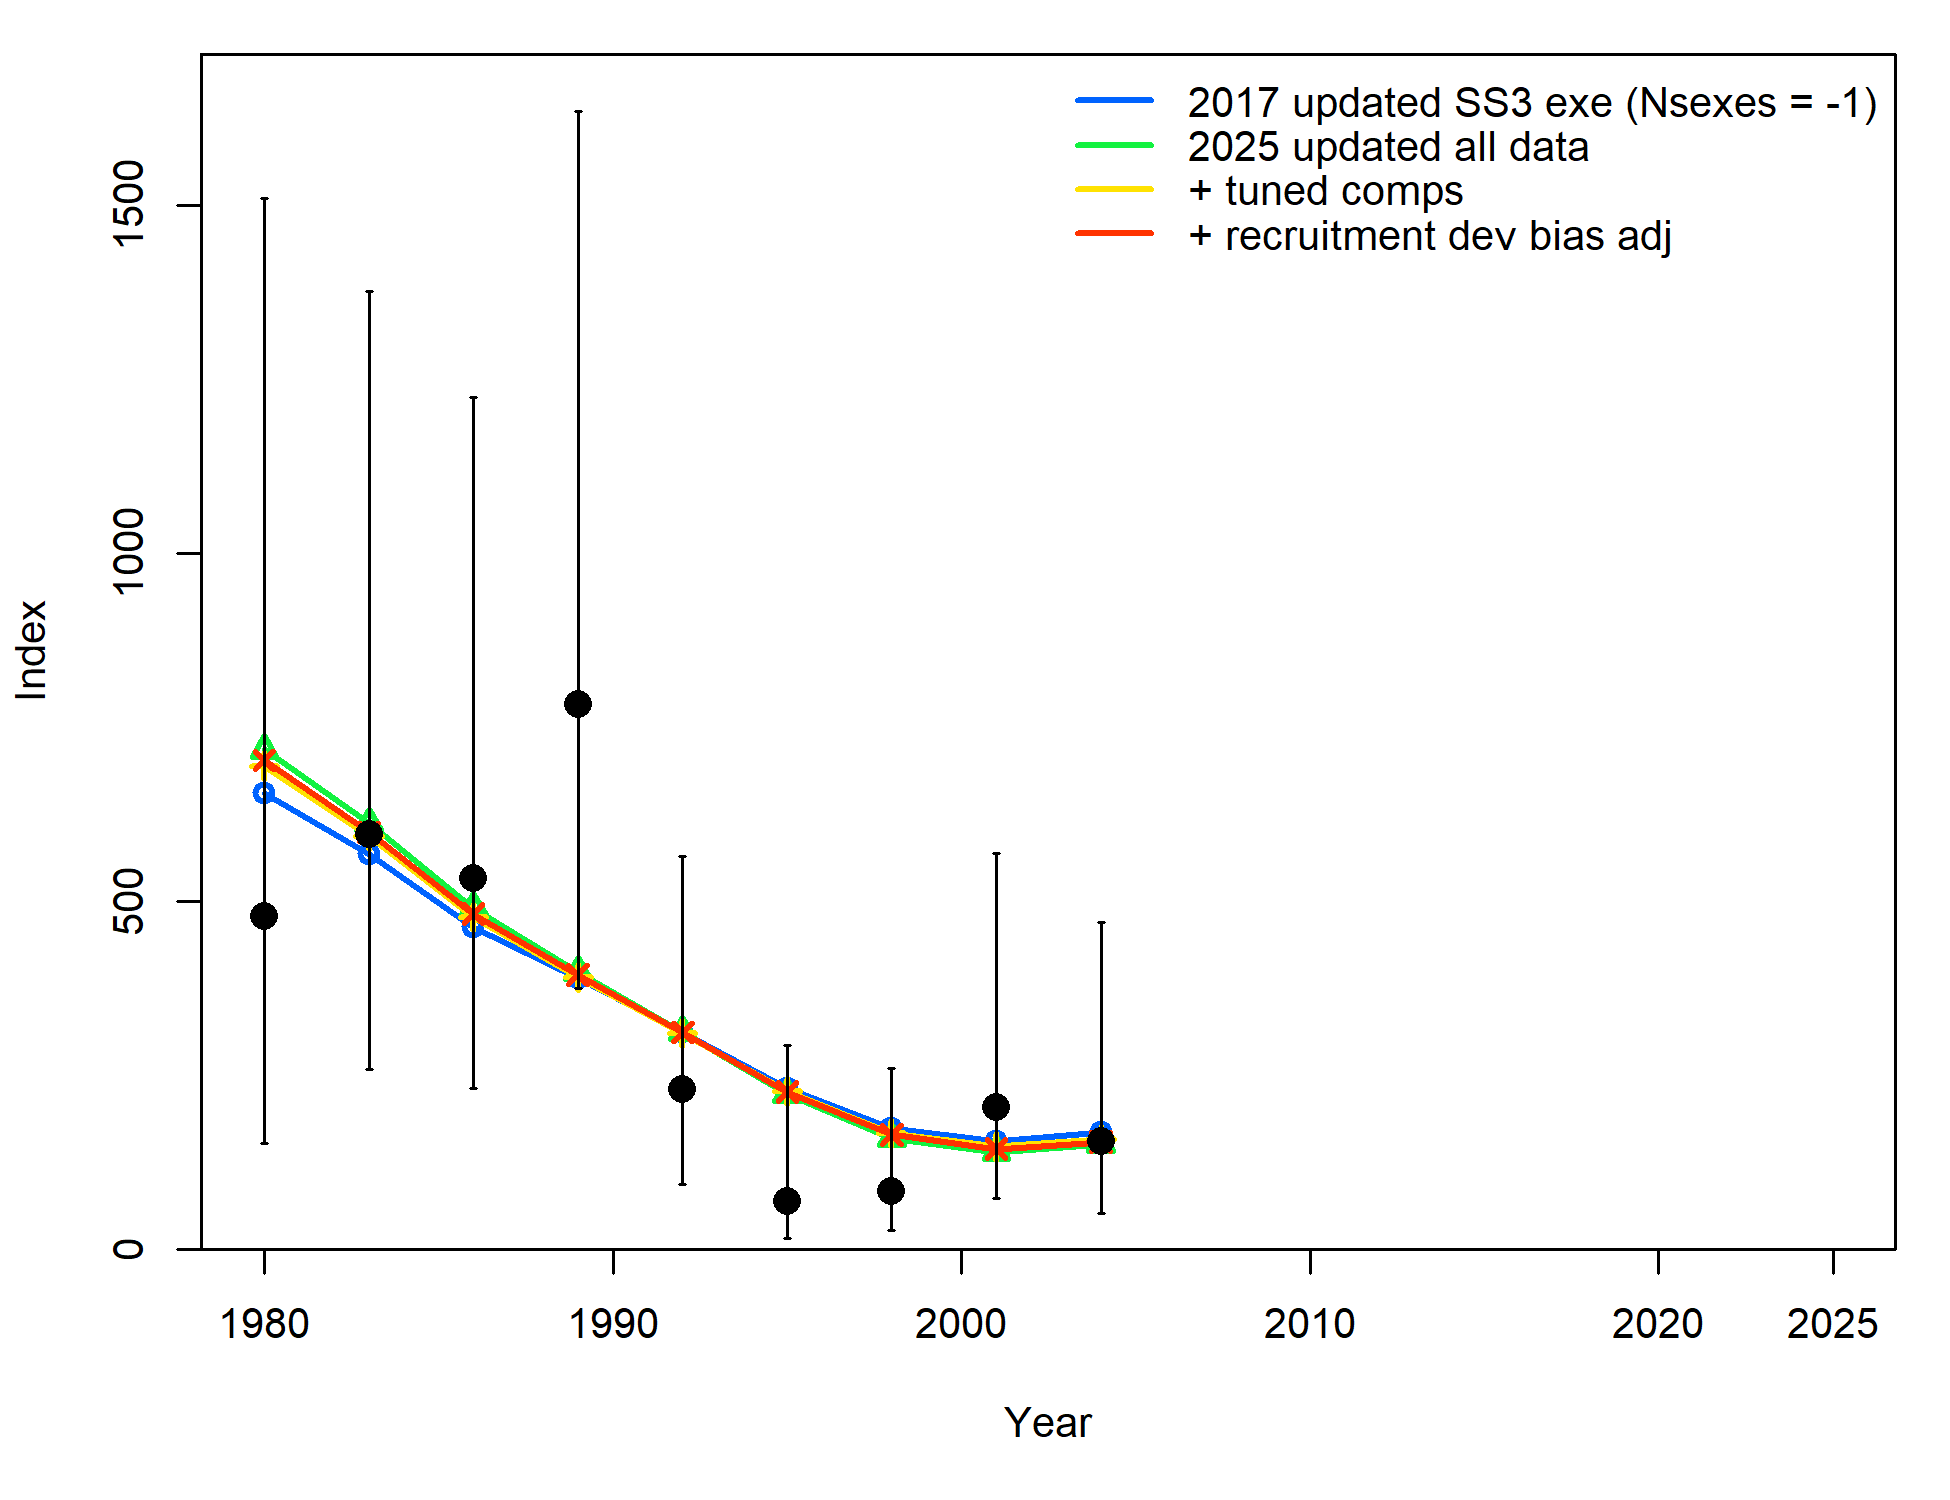 2017 updated SS3 exe (Nsexes = -1)
2025 updated all data
+ tuned comps
+ recruitment dev bias adj
1500
1000
500
0
Index
1980 1990 2000 2010 2020 2025
Year